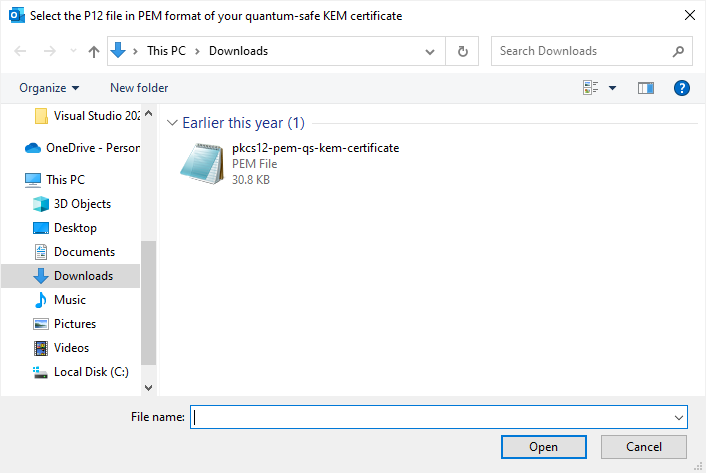 Select the P12 file in PEM format of your quantum-safe KEM certificate
This PC > Downloads
Search Downloads
Organize
New folder
Visual Studio 202
OneDrive - Person
This PC
3D Objects
Desktop
Documents
Downloads
Music
Pictures
Videos
Local Disk (C:)
Earlier this year (1)
pkcs12-pem-qs-kem-certificate
PEM File
30.8 KB
File name:
Open
Cancel